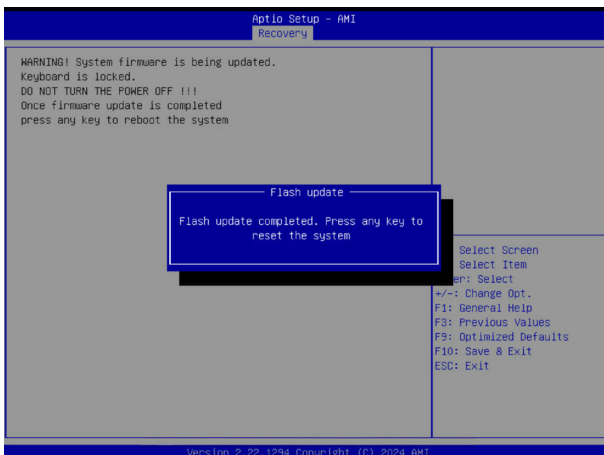 Aptio Setup - AMI
Recovery
WARNING! System firmware is being updated.
Keyboard is locked.
DO NOT TURN THE POWER OFF !!!
Once firmware update is completed
press any key to reboot the system
Flash update
Flash update completed. Press any key to
reset the system
Select Screen
Select Item
er: Select
+/-: Change Opt.
F1: General Help
F3: Previous Values
F9: Optimized Defaults
F10: Save & Exit
ESC: Exit
Version 2.22.1294 Copyright (C) 2024 AMI